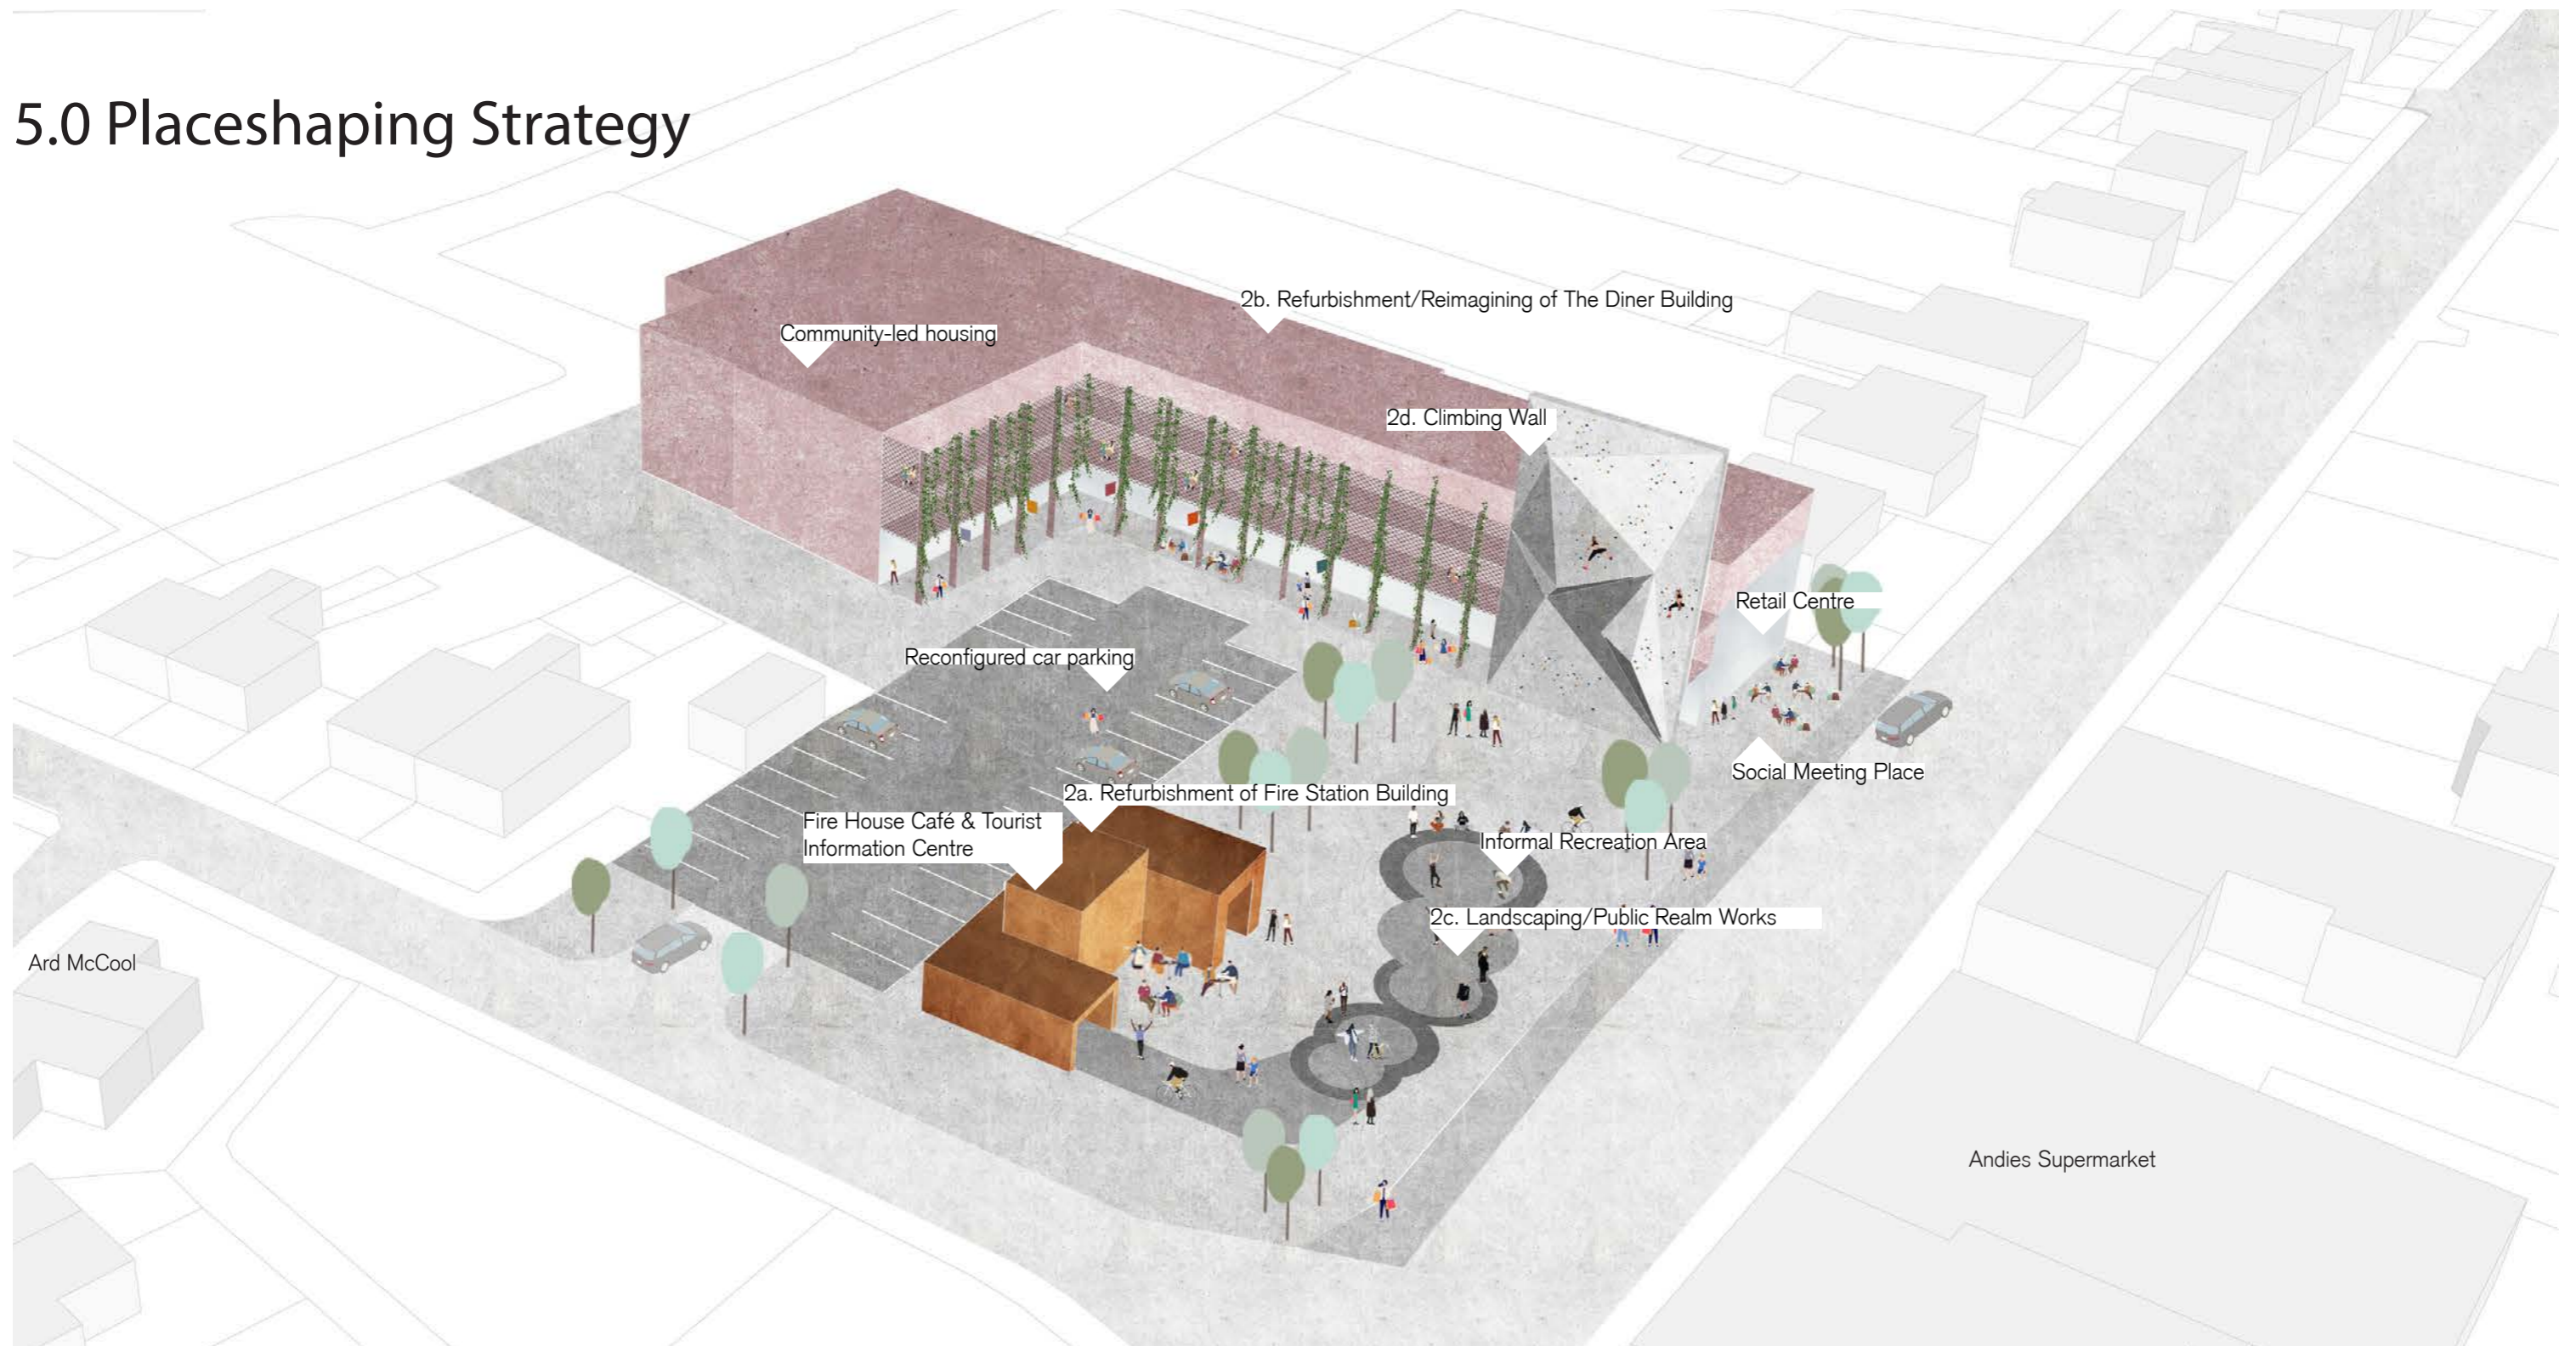 5.0 Placeshaping Strategy
2b. Refurbishment/Reimagining of The Diner Building
Community-led housing
2d. Climbing Wall
Retail Centre
Reconfigured car parking
Social Meeting Place
2a. Refurbishment of Fire Station Building
Fire House Café & Tourist
Information Centre
Informal Recreation Area
2c. Landscaping/Public Realm Works
Ard McCool
Andies Supermarket